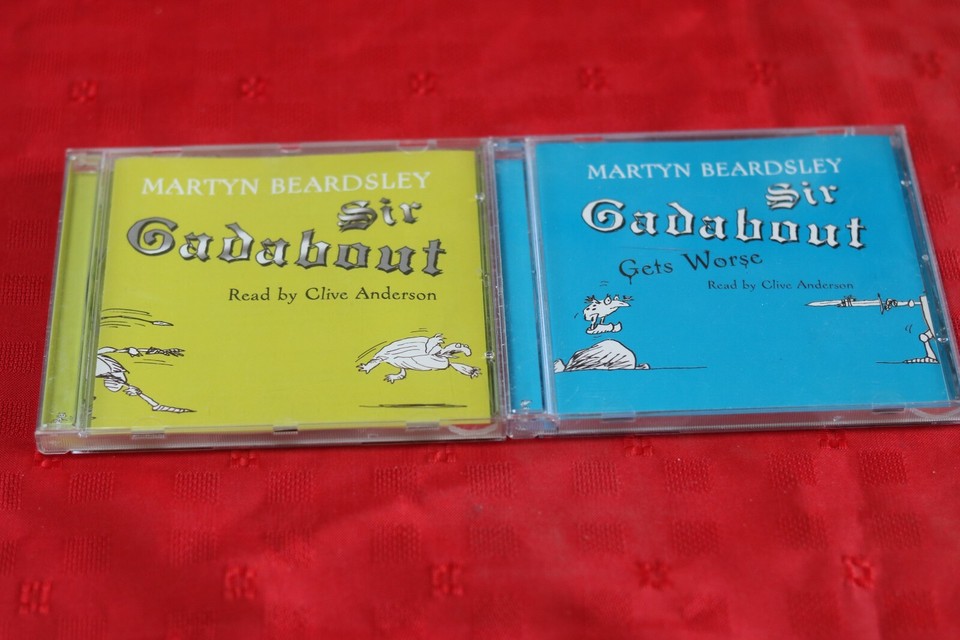 MARTYN BEARDSLEY
Sir
Gadabout
Read by Clive Anderson
MARTYN BEARDSLEY
Sir
Gadabout
Gets Worse
Read by Clive Anderson